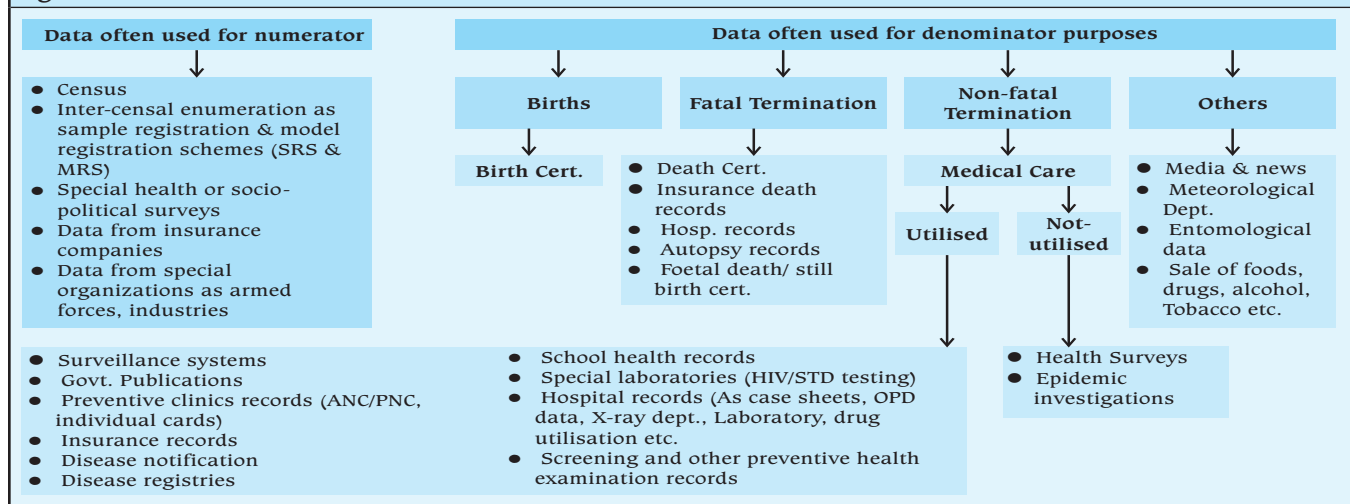 Data often used for numerator
● Census
● Inter-censal enumeration as
sample registration & model
registration schemes (SRS &
MRS)
● Special health or socio-
political surveys
● Data from insurance
companies
● Data from special
organizations as armed
forces, industries
Data often used for denominator purposes
Births
Birth Cert.
Fatal Termination
● Death Cert.
● Insurance death
records
● Hosp. records
● Autopsy records
● Foetal death/ still
birth cert.
Non-fatal
Termination
Medical Care
Utilised
Not-
utilised
Others
● Media & news
● Meteorological
Dept.
● Entomological
data
● Sale of foods,
drugs, alcohol,
Tobacco etc.
● Surveillance systems
● Govt. Publications
● Preventive clinics records (ANC/PNC,
individual cards)
● Insurance records
● Disease notification
● Disease registries
● School health records
● Special laboratories (HIV/STD testing)
● Hospital records (As case sheets, OPD
data, X-ray dept., Laboratory, drug
utilisation etc.
● Screening and other preventive health
examination records
● Health Surveys
● Epidemic
investigations